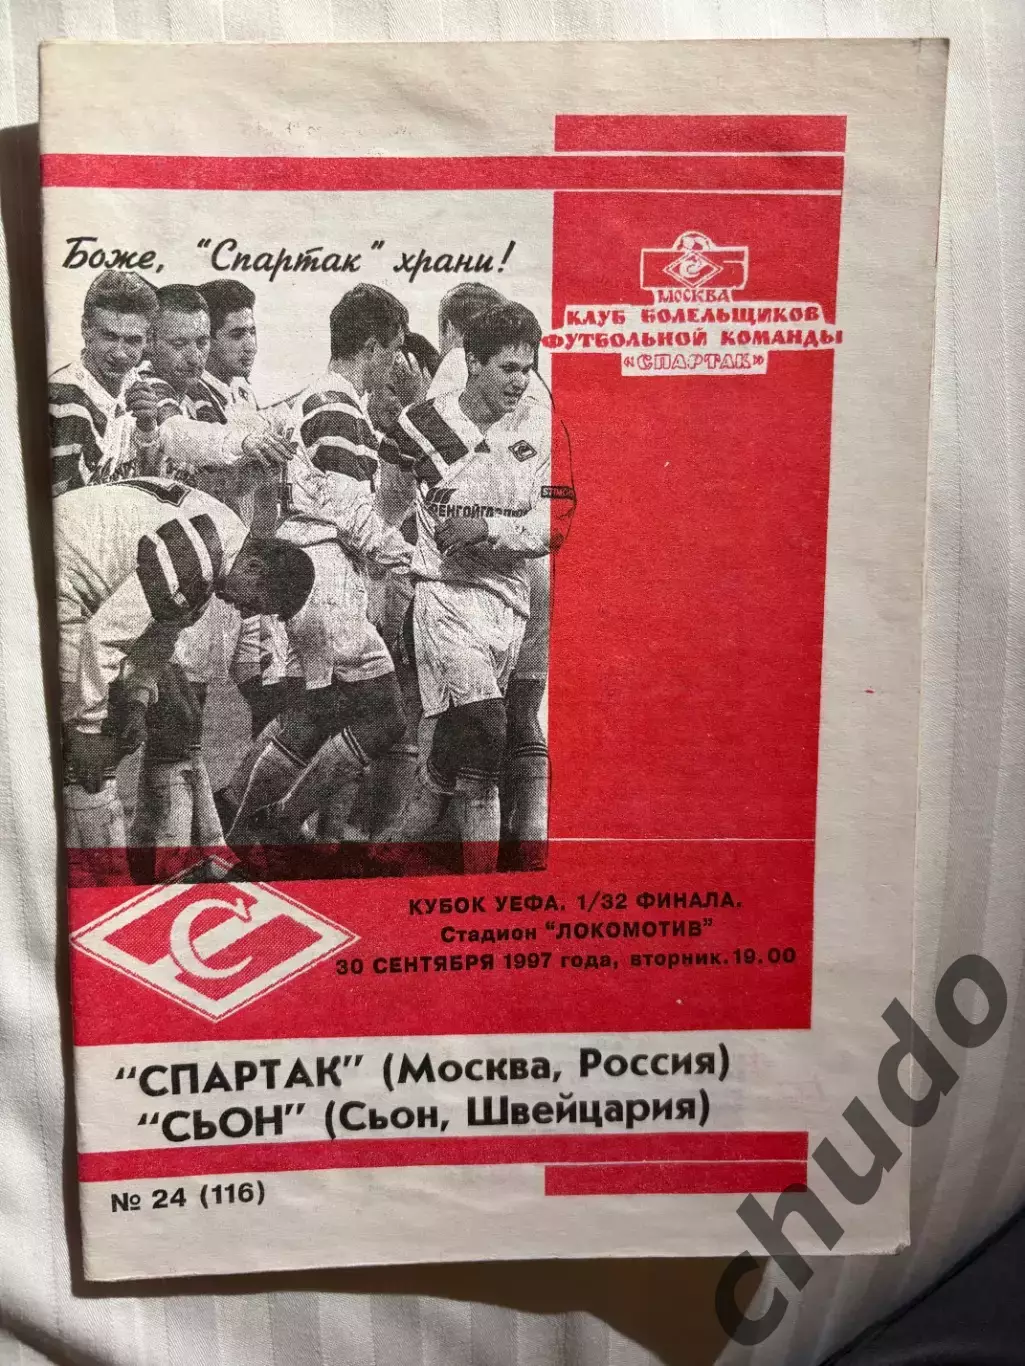 Боже, "Спартак" храни!
МОСКВА
КЛУБ БОЛЕЛЬЩИКОВ
ФУТБОЛЬНОЙ КОМАНДЫ
«СПАРТАК»
КУБОК УЕФА. 1/32 ФИНАЛА.
Стадион "ЛОКОМОТИВ"
30 СЕНТЯБРЯ 1997 года, вторник. 19.00
"СПАРТАК" (Москва, Россия)
"СЬОН" (Сьон, Швейцария)
№ 24 (116)
chudo